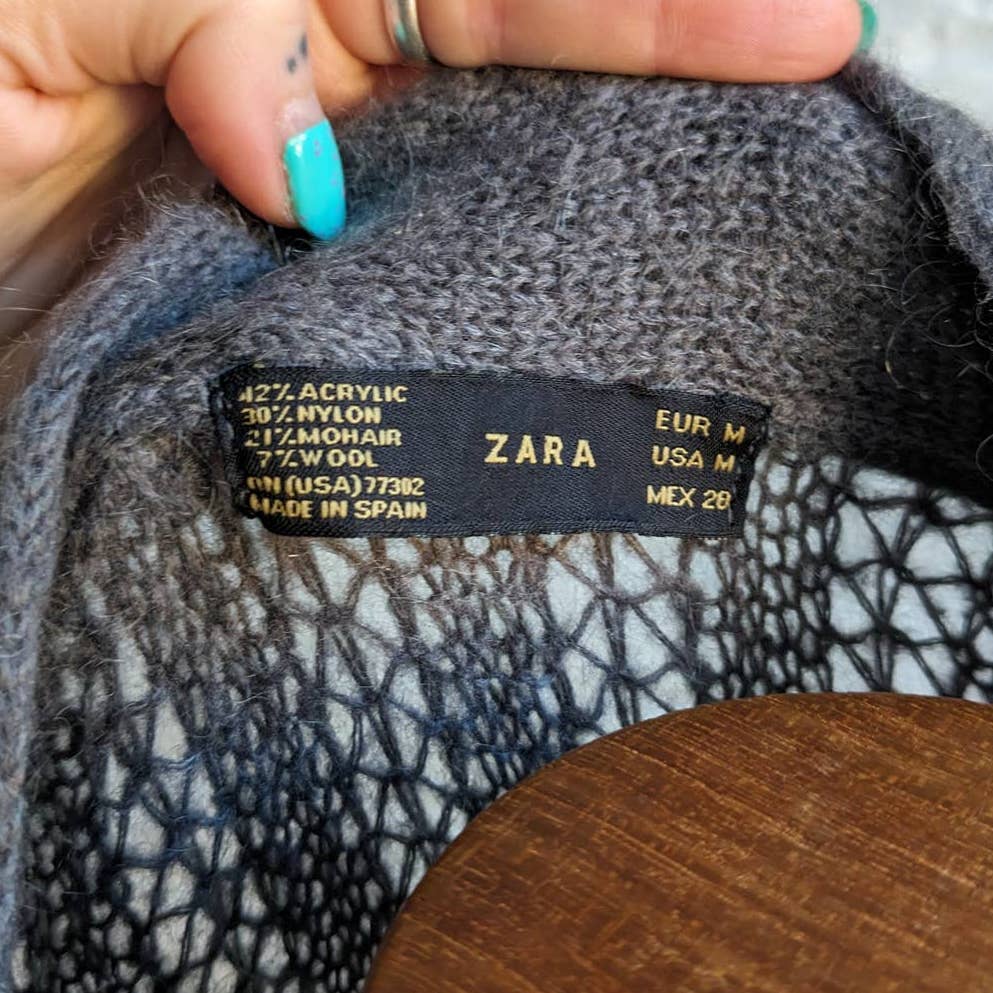 42% ACRYLIC
30% NYLON
21% MOHAIR
7% WOOL
RN (USA) 77302
MADE IN SPAIN
ZARA
EUR M
USA M
MEX 28